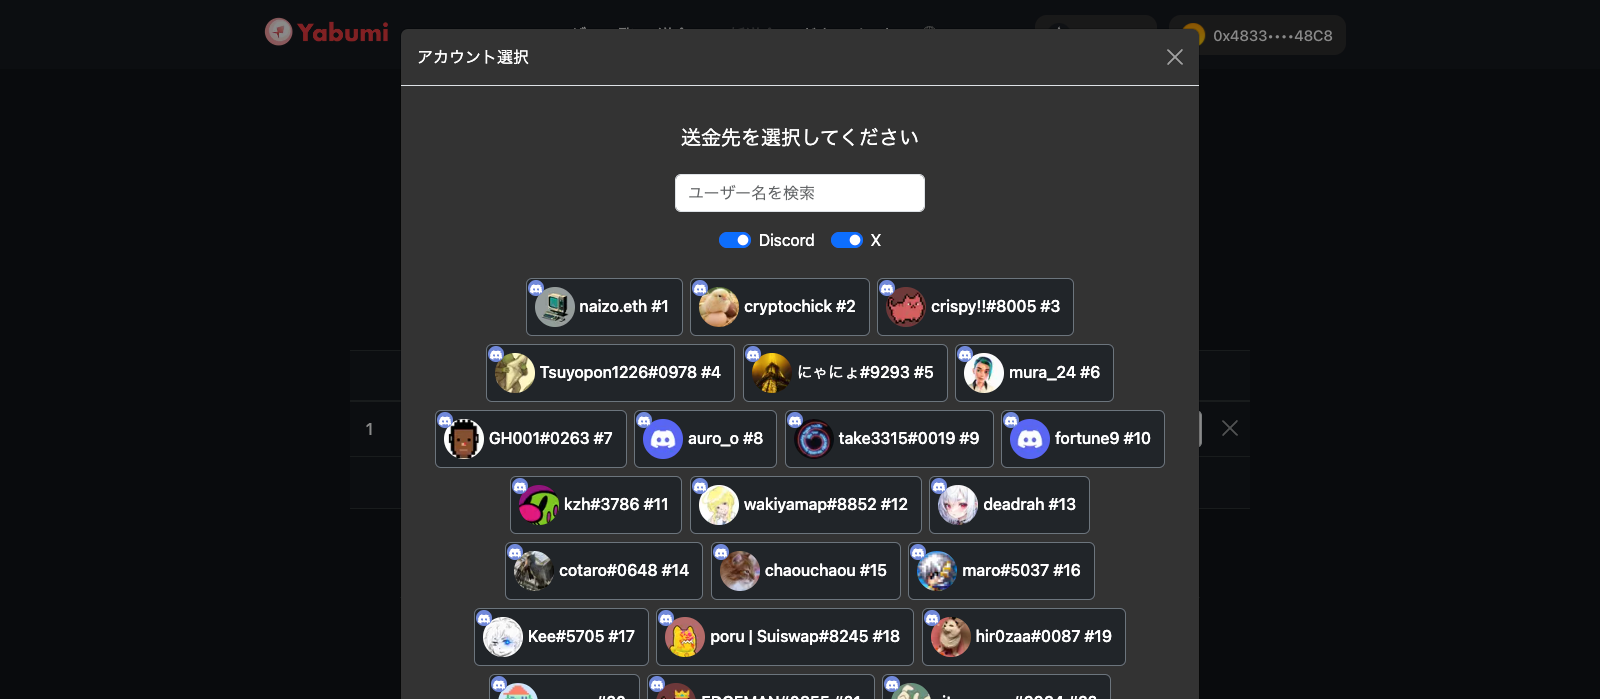 Yabumi
0x4833••••48C8
アカウント選択
送金先を選択してください
ユーザー名を検索
Discord X
naizo.eth #1 cryptochick #2 crispy!!#8005 #3
Tsuyopon1226#0978 #4 にゃにょ#9293 #5 mura_24 #6
1
GH001#0263 #7 auro_o #8 take3315#0019 #9 fortune9 #10
kzh#3786 #11 wakiyamap#8852 #12 deadrah #13
cotaro#0648 #14 chaouchaou #15 maro#5037 #16
Kee#5705 #17 poru | Suiswap#8245 #18 hir0zaa#0087 #19